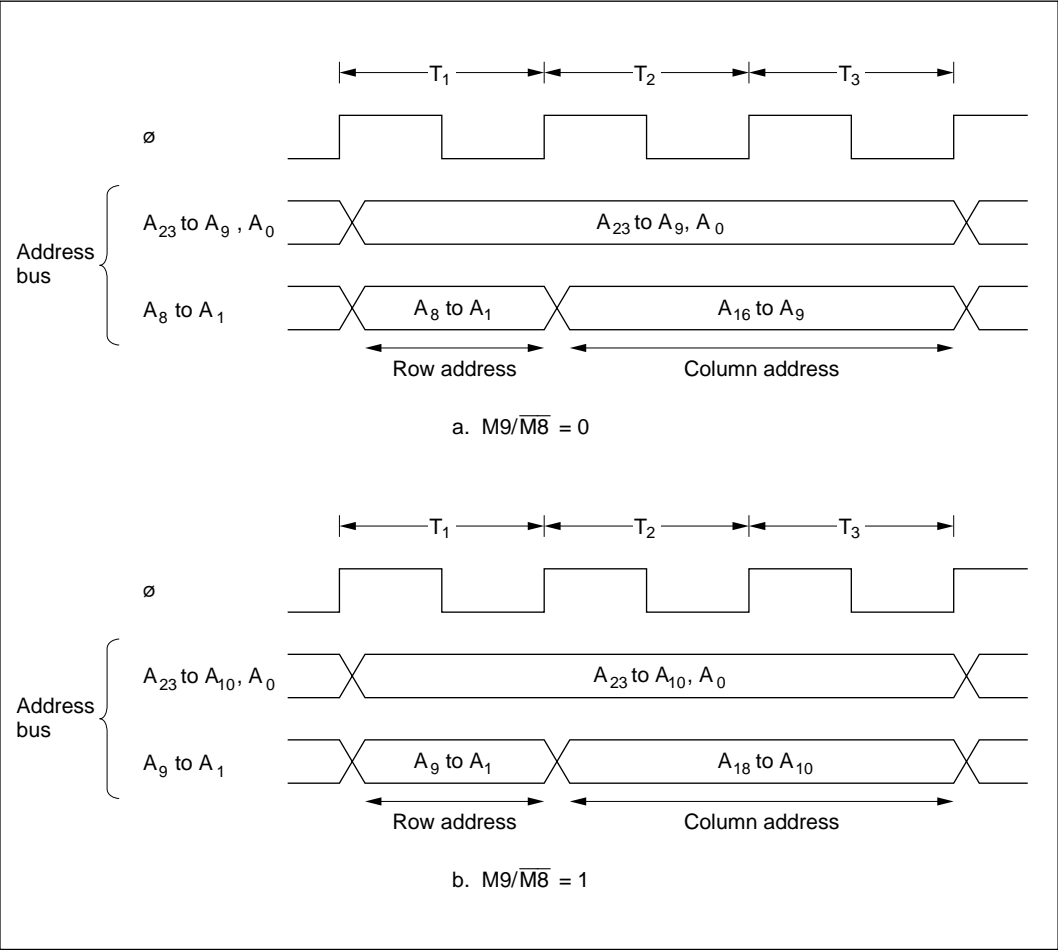 T1 T2 T3
ø
Address bus
A23 to A9 , A0
A23 to A9, A0
A8 to A1
A8 to A1
A16 to A9
Row address
Column address
a. M9/M̅8̅ = 0
T1 T2 T3
ø
Address bus
A23 to A10, A0
A23 to A10, A0
A9 to A1
A9 to A1
A18 to A10
Row address
Column address
b. M9/M̅8̅ = 1